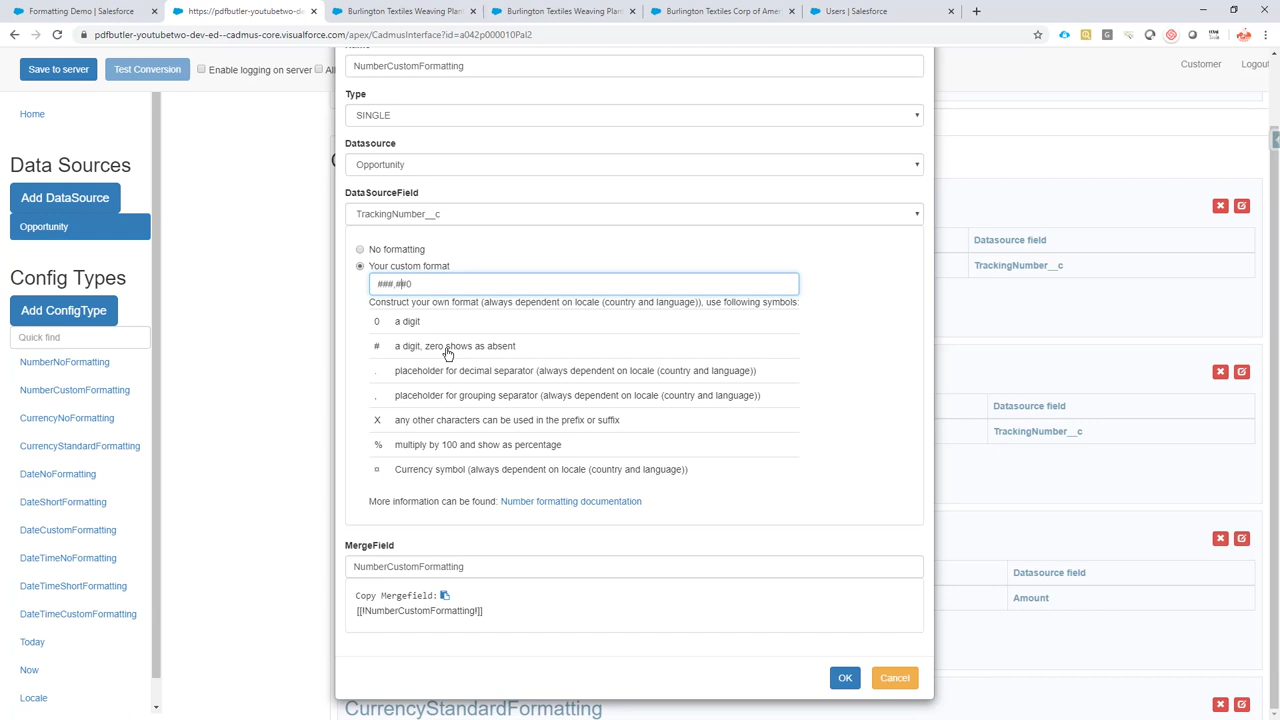 Formatting Demo | Salesforce
https://pdfbutler-youtubetwo-de
Burlington Textiles Weaving Plan
Burlington Textiles Weaving Plan
Burlington Textiles Corp of Amer
Users | Salesforce
pdfbutler-youtubetwo-dev-ed--cadmus-core.visualforce.com/apex/CadmusInterface?id=a042p000010PaI2
Save to server
Test Conversion
Enable logging on server
All
Customer
Logout
Home
Data Sources
Add DataSource
Opportunity
Config Types
Add ConfigType
Quick find
NumberNoFormatting
NumberCustomFormatting
CurrencyNoFormatting
CurrencyStandardFormatting
DateNoFormatting
DateShortFormatting
DateCustomFormatting
DateTimeNoFormatting
DateTimeShortFormatting
DateTimeCustomFormatting
Today
Now
Locale
NumberCustomFormatting
Type
SINGLE
Datasource
Opportunity
DataSourceField
TrackingNumber__c
No formatting
Your custom format
###,##0
Construct your own format (always dependent on locale (country and language)), use following symbols:
0 a digit
# a digit, zero shows as absent
. placeholder for decimal separator (always dependent on locale (country and language))
, placeholder for grouping separator (always dependent on locale (country and language))
X any other characters can be used in the prefix or suffix
% multiply by 100 and show as percentage
¤ Currency symbol (always dependent on locale (country and language))
More information can be found: Number formatting documentation
MergeField
NumberCustomFormatting
Copy Mergefield:
[[!NumberCustomFormatting!]]
OK
Cancel
Datasource field
TrackingNumber__c
Datasource field
TrackingNumber__c
Datasource field
Amount
CurrencyStandardFormatting